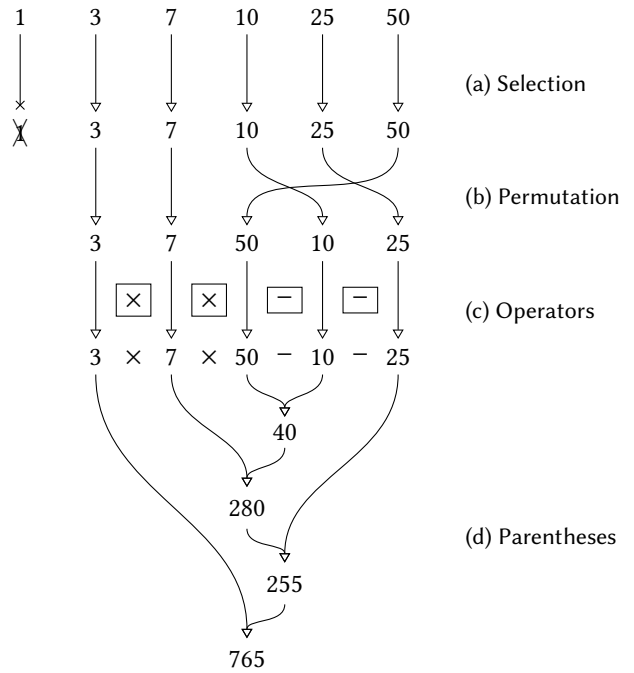 1 3 7 10 25 50
(a) Selection
1 3 7 10 25 50
(b) Permutation
3 7 50 10 25
× × − −
(c) Operators
3 × 7 × 50 − 10 − 25
40
280
(d) Parentheses
255
765